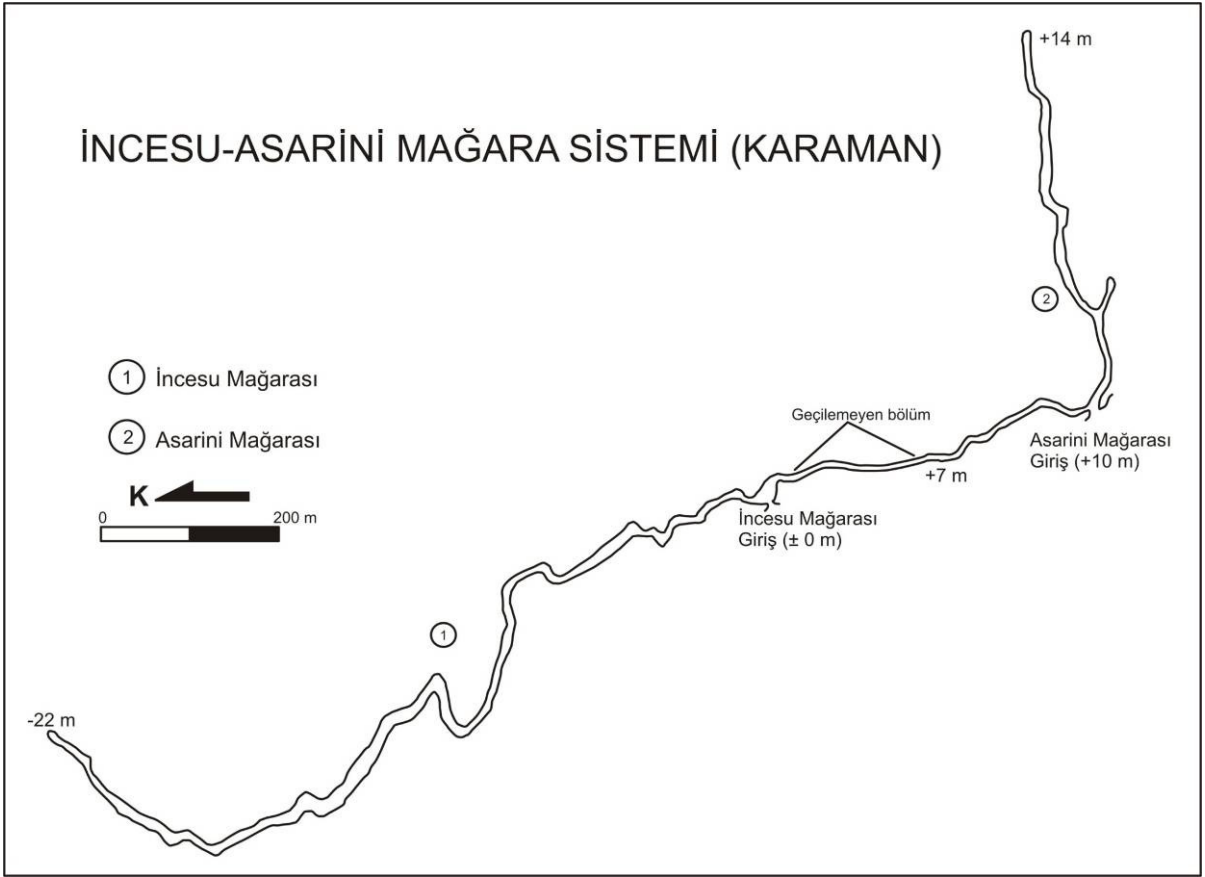 +14 m
İNCESU-ASARİNİ MAĞARA SİSTEMİ (KARAMAN)
2
1 İncesu Mağarası
2 Asarini Mağarası
Geçilemeyen bölüm
Asarini Mağarası
Giriş (+10 m)
+7 m
K
0 200 m
İncesu Mağarası
Giriş (± 0 m)
1
-22 m